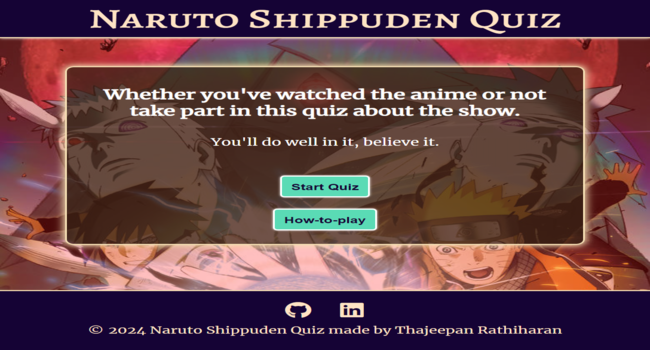 Naruto Shippuden Quiz
Whether you've watched the anime or not
take part in this quiz about the show.
You'll do well in it, believe it.
Start Quiz
How-to-play
© 2024 Naruto Shippuden Quiz made by Thajeepan Rathiharan